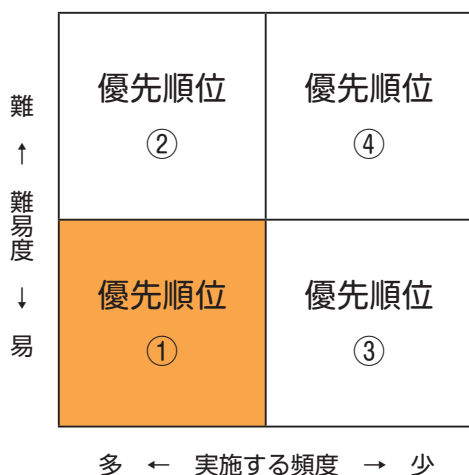 優先順位
②
優先順位
④
優先順位
①
優先順位
③
難 ↑ 難易度 ↓ 易
多 ← 実施する頻度 → 少